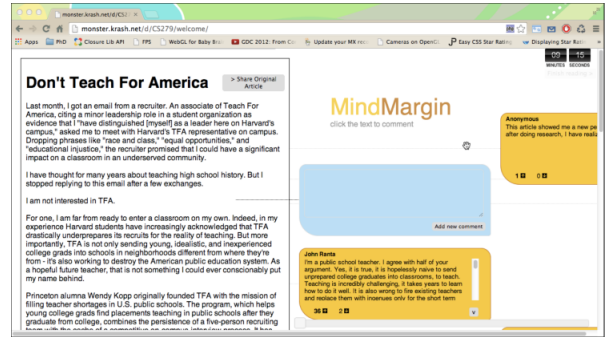 monster.krash.net/d/CS2
monster.krash.net/d/CS279/welcome/
Apps
PhD
Closure Lib API
FPS
WebGL for Baby Bro
GDC 2012: From Co
Update your MX rec
Cameras on OpenG
Easy CSS Star Rating
Displaying Star Rati
09 15
MINUTES SECONDS
Don't Teach For America
> Share Original
Article
Last month, I got an email from a recruiter. An associate of Teach For
America, citing a minor leadership role in a student organization as
evidence that I "have distinguished [myself] as a leader here on Harvard's
campus," asked me to meet with Harvard's TFA representative on campus.
Dropping phrases like "race and class," "equal opportunities," and
"educational injustice," the recruiter promised that I could have a significant
impact on a classroom in an underserved community.
I have thought for many years about teaching high school history. But I
stopped replying to this email after a few exchanges.
I am not interested in TFA.
For one, I am far from ready to enter a classroom on my own. Indeed, in my
experience Harvard students have increasingly acknowledged that TFA
drastically underprepares its recruits for the reality of teaching. But more
importantly, TFA is not only sending young, idealistic, and inexperienced
college grads into schools in neighborhoods different from where they're
from - it's also working to destroy the American public education system. As
a hopeful future teacher, that is not something I could ever conscionably put
my name behind.
Princeton alumna Wendy Kopp originally founded TFA with the mission of
filling teacher shortages in U.S. public schools. The program, which helps
young college grads find placements teaching in public schools after they
graduate from college, combines the persistence of a five-person recruiting
MindMargin
click the text to comment
Add new comment
Anonymous
This article showed me a new pe
after doing research, I have realiz
1 0
John Ranta
I'm a public school teacher. I agree with half of your
argument. Yes, it is true, it is hopelessly naive to send
unprepared college graduates into classrooms, to teach.
Teaching is incredibly challenging, it takes years to learn
how to do it well. It is also wrong to fire existing teachers
and replace them with ingenues only for the short term
36 2
v